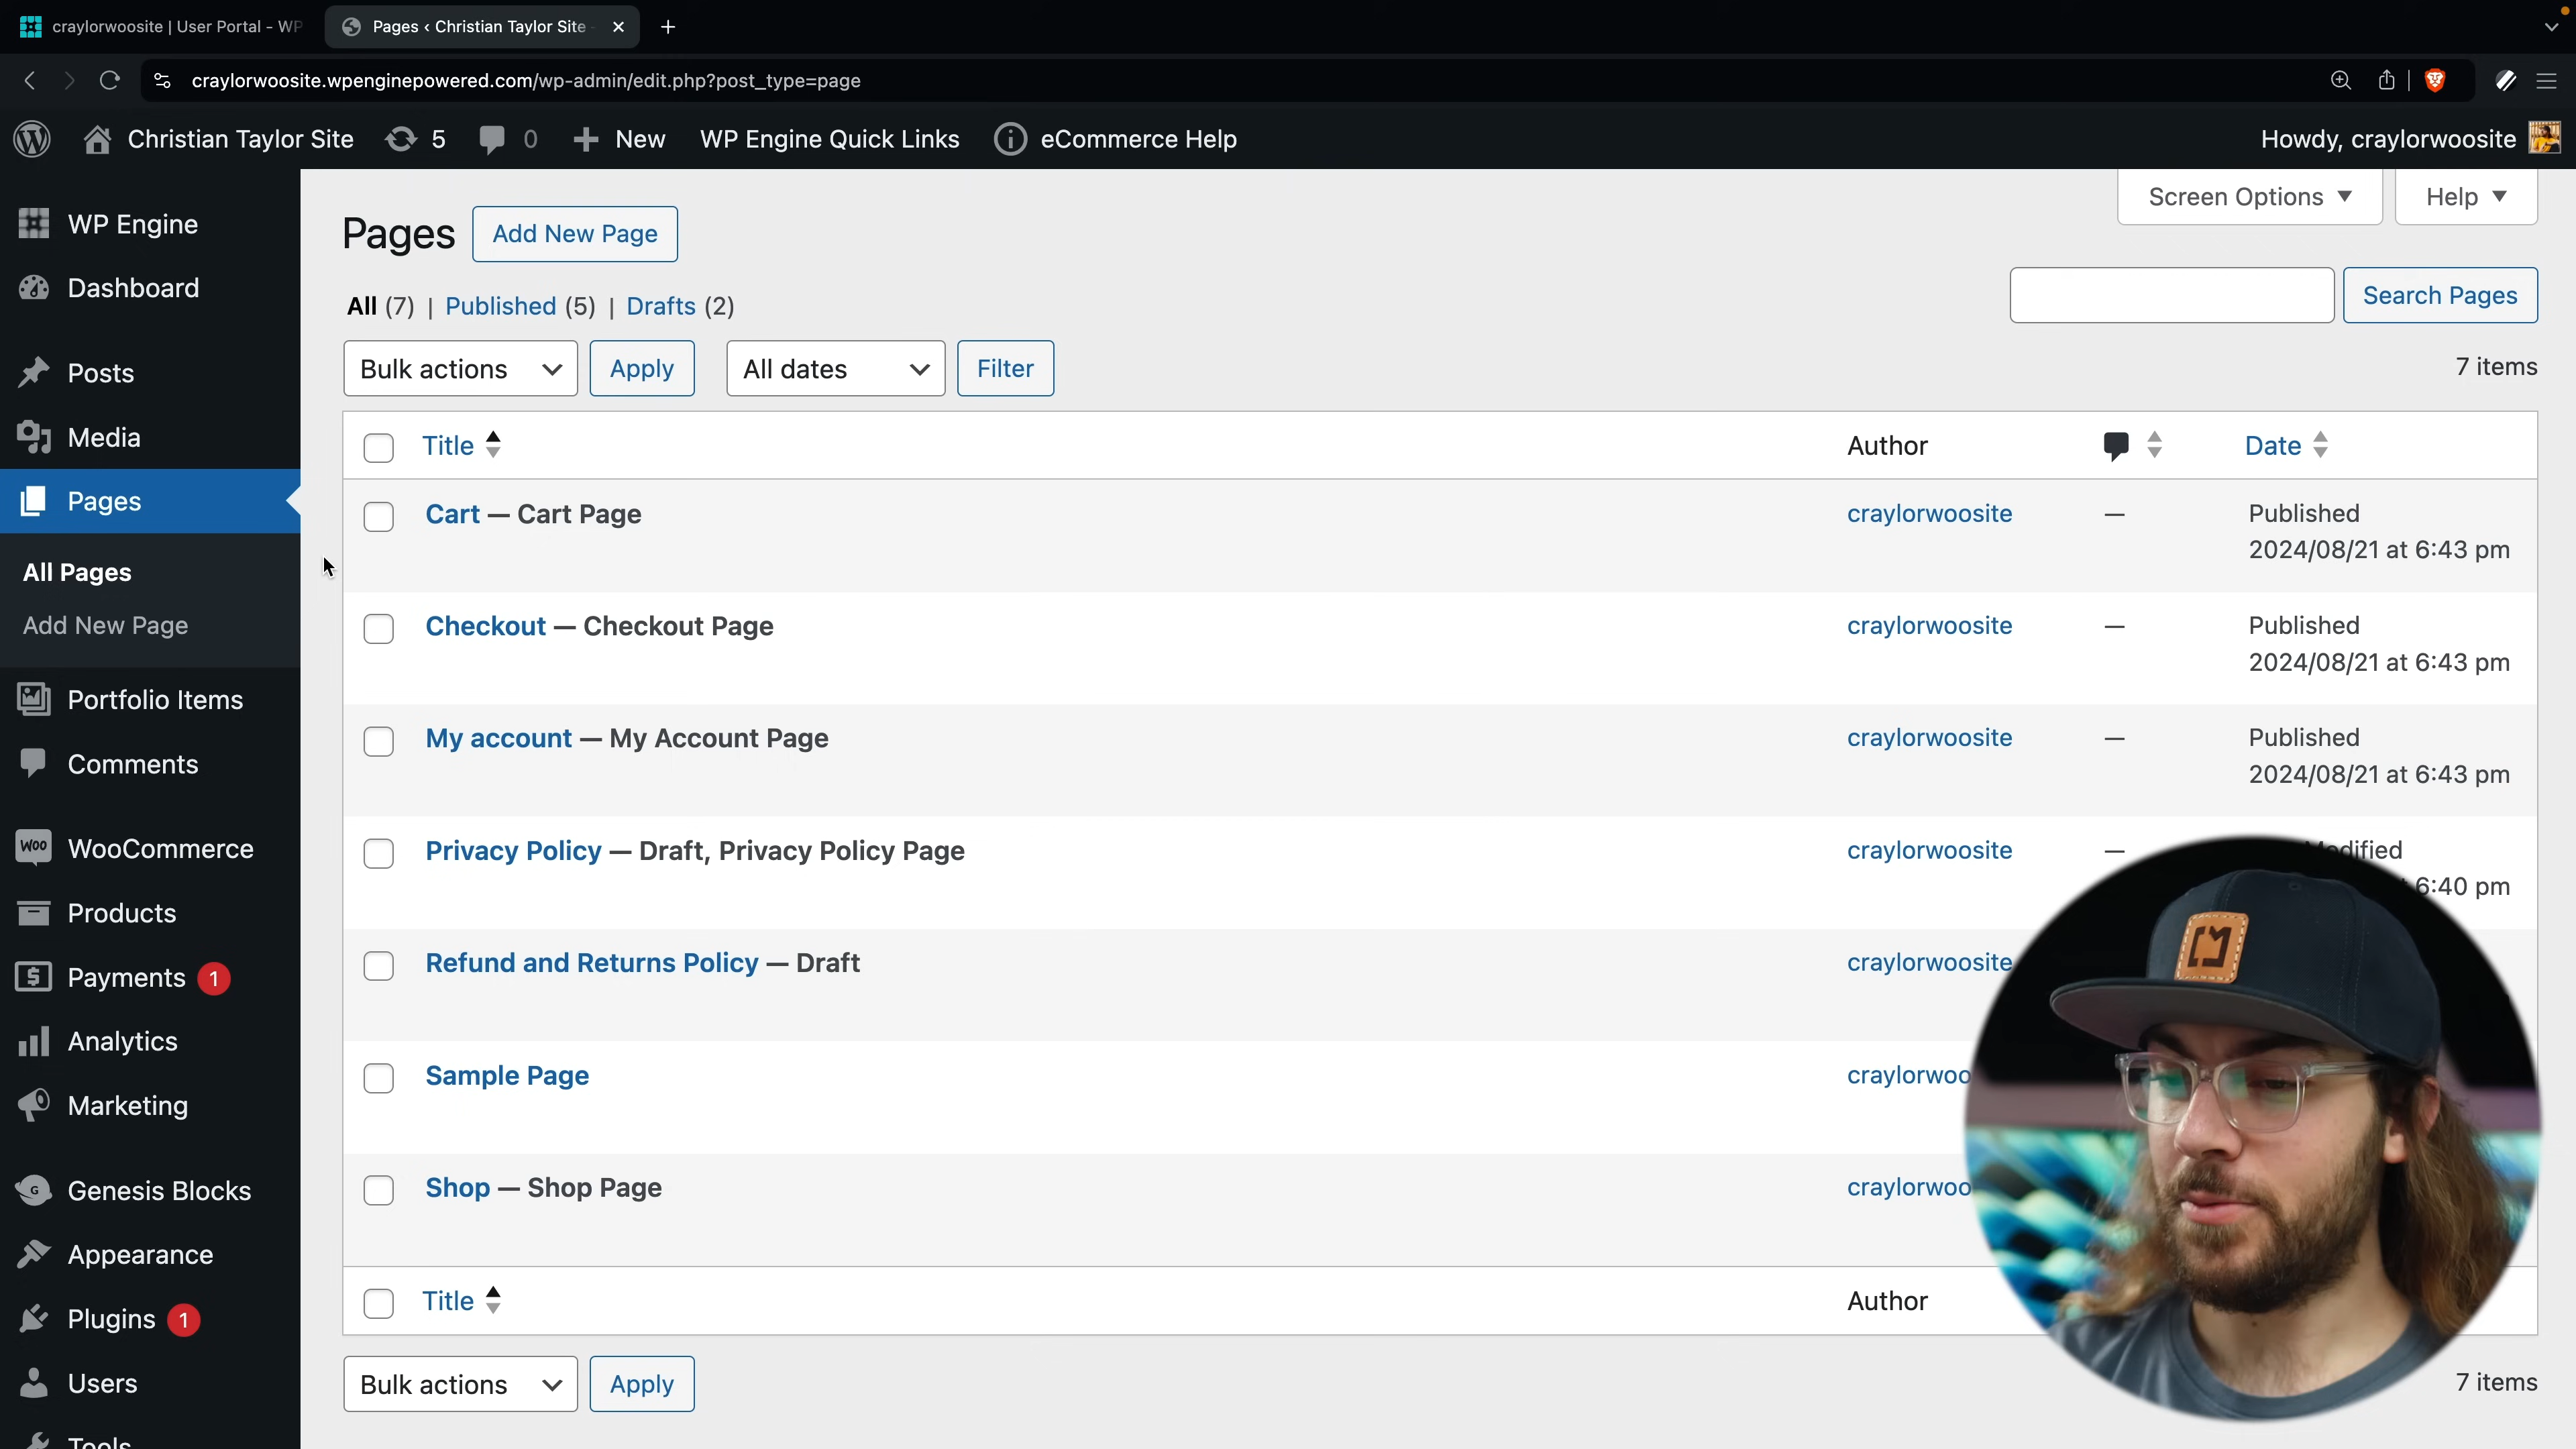 craylorwoosite | User Portal - WP
Pages ‹ Christian Taylor Site
craylorwoosite.wpenginepowered.com/wp-admin/edit.php?post_type=page
Christian Taylor Site 5 0 New WP Engine Quick Links eCommerce Help
Howdy, craylorwoosite
WP Engine
Dashboard
Posts
Media
Pages
All Pages
Add New Page
Portfolio Items
Comments
Woo WooCommerce
Products
Payments 1
Analytics
Marketing
G Genesis Blocks
Appearance
Plugins 1
Users
Tools
Screen Options Help
Pages Add New Page
All (7) | Published (5) | Drafts (2)
Search Pages
Bulk actions Apply All dates Filter
7 items
Title Author Date
Cart — Cart Page craylorwoosite — Published
2024/08/21 at 6:43 pm
Checkout — Checkout Page craylorwoosite — Published
2024/08/21 at 6:43 pm
My account — My Account Page craylorwoosite — Published
2024/08/21 at 6:43 pm
Privacy Policy — Draft, Privacy Policy Page craylorwoosite — Modified
6:40 pm
Refund and Returns Policy — Draft craylorwoosite
Sample Page craylorwoo
Shop — Shop Page craylorwoo
Title Author
Bulk actions Apply
7 items